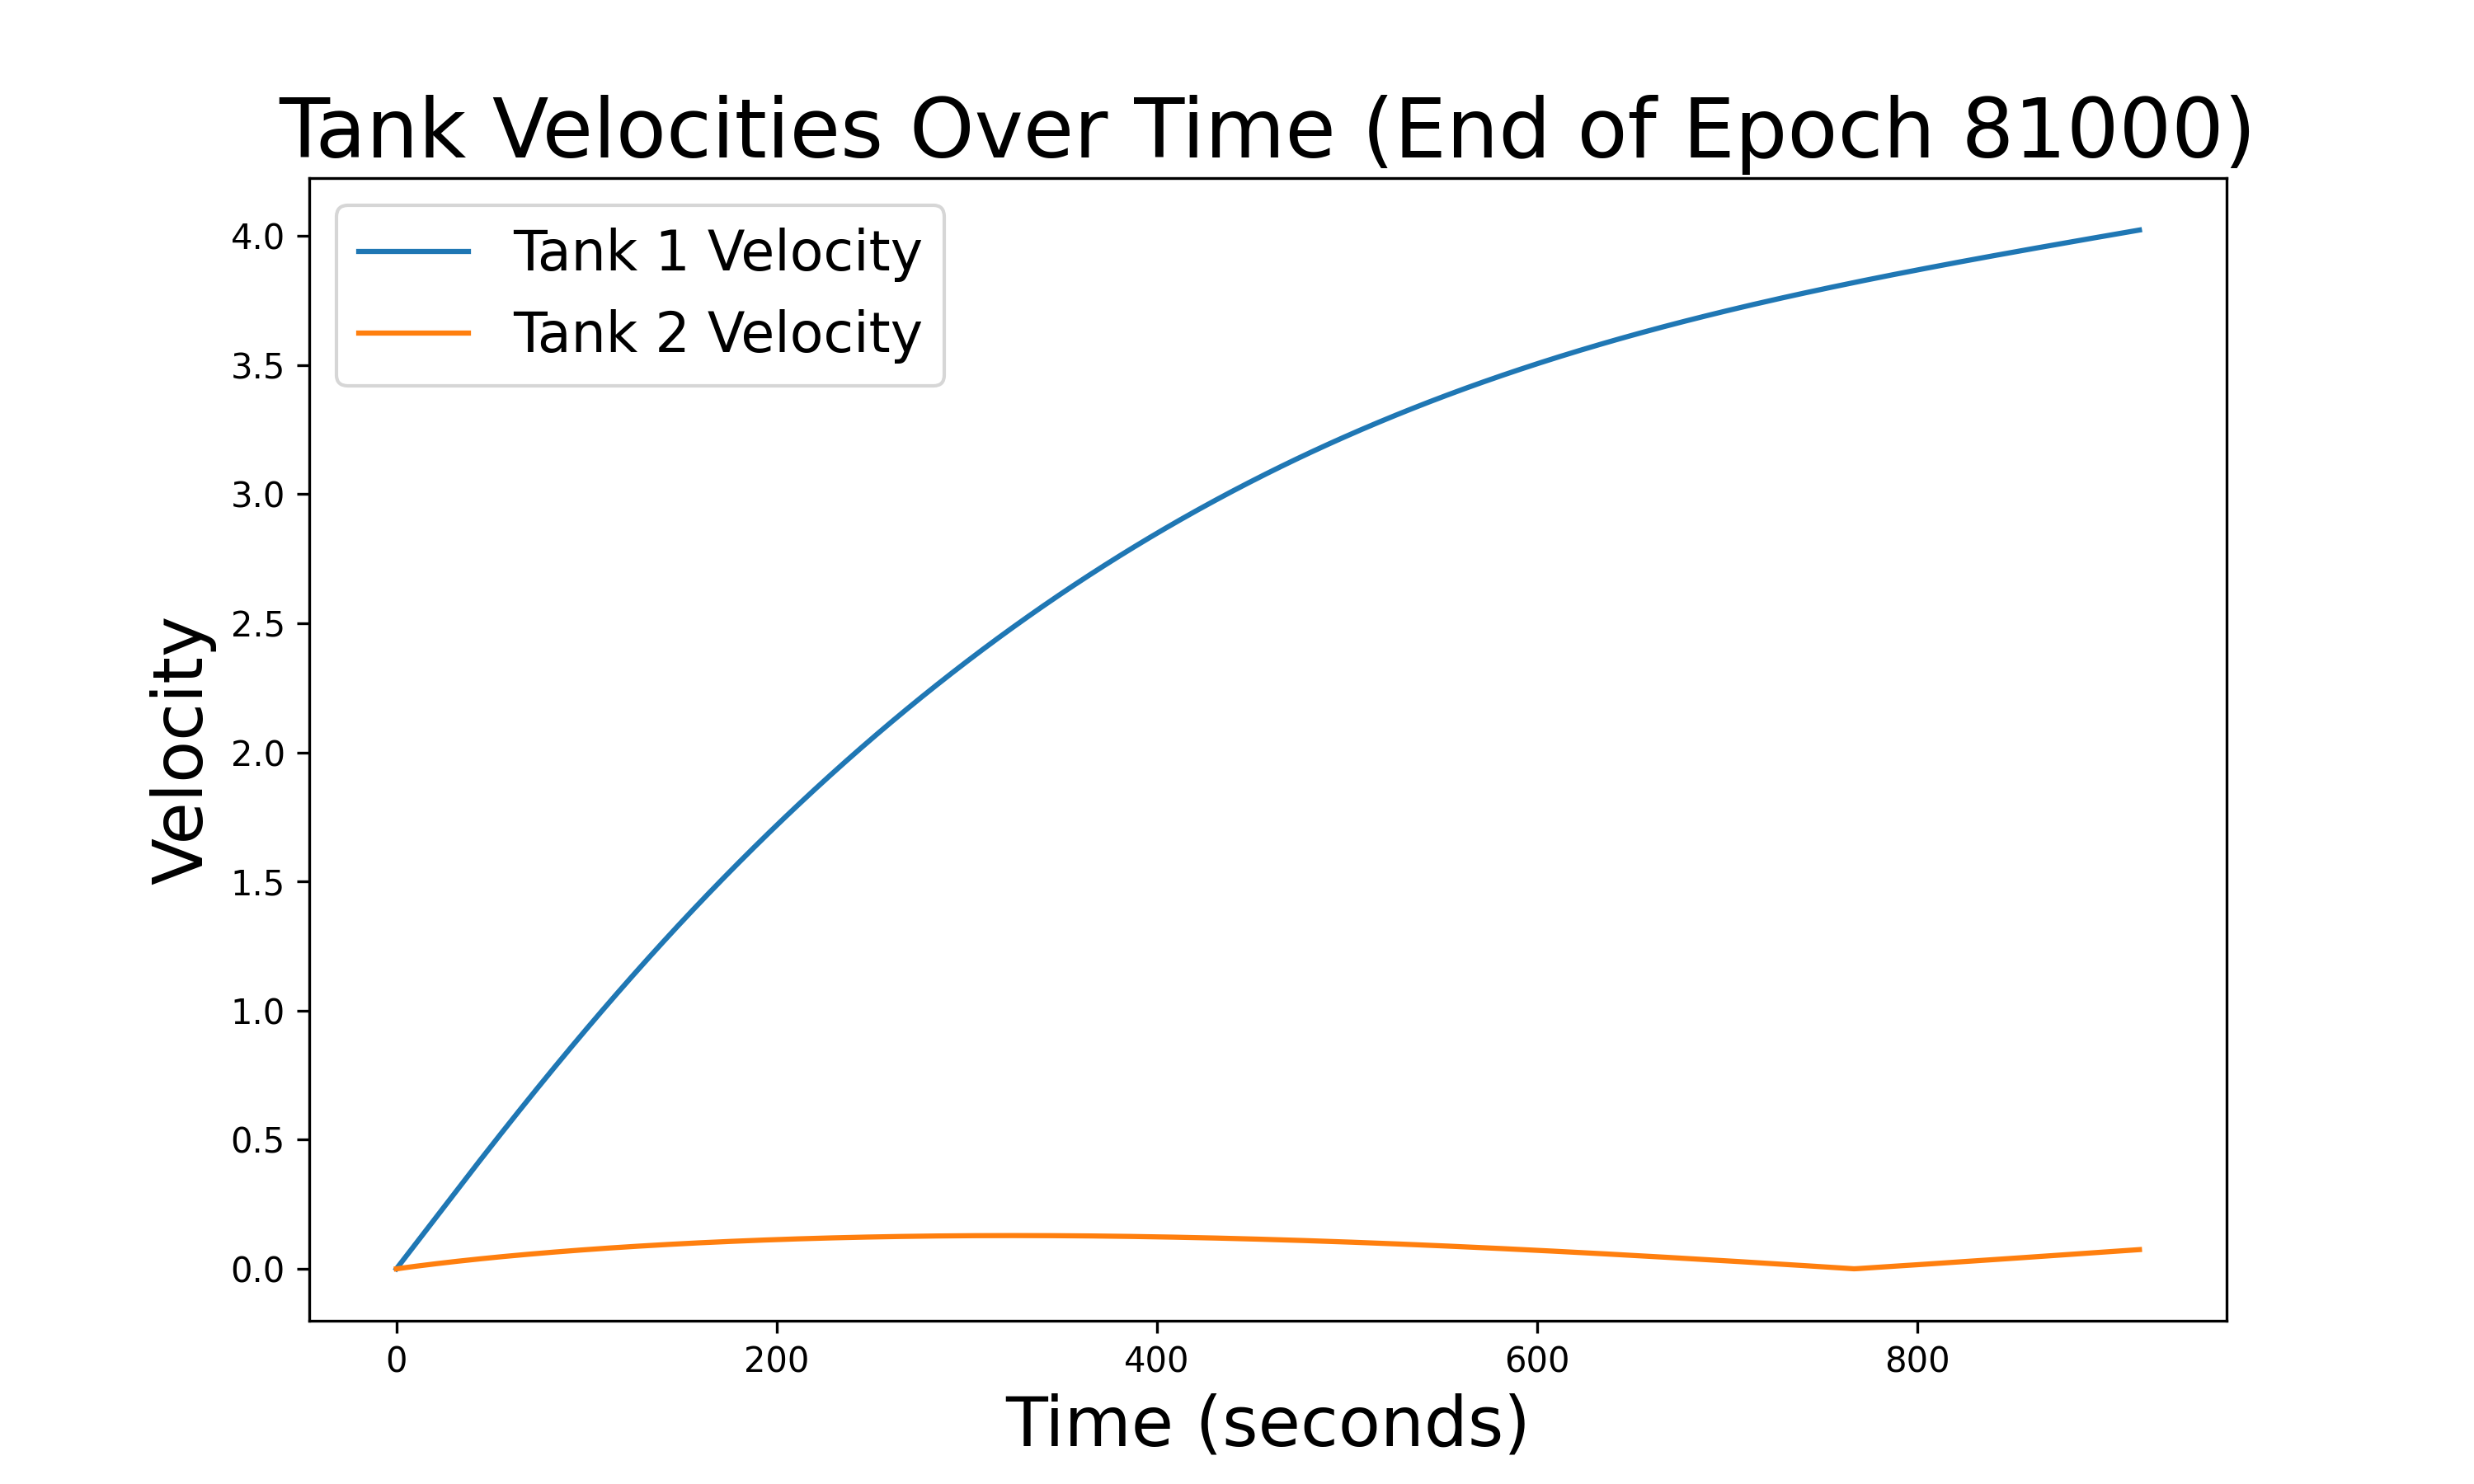 Tank Velocities Over Time (End of Epoch 81000)
Tank 1 Velocity
Tank 2 Velocity
Velocity
4.0
3.5
3.0
2.5
2.0
1.5
1.0
0.5
0.0
0 200 400 600 800
Time (seconds)